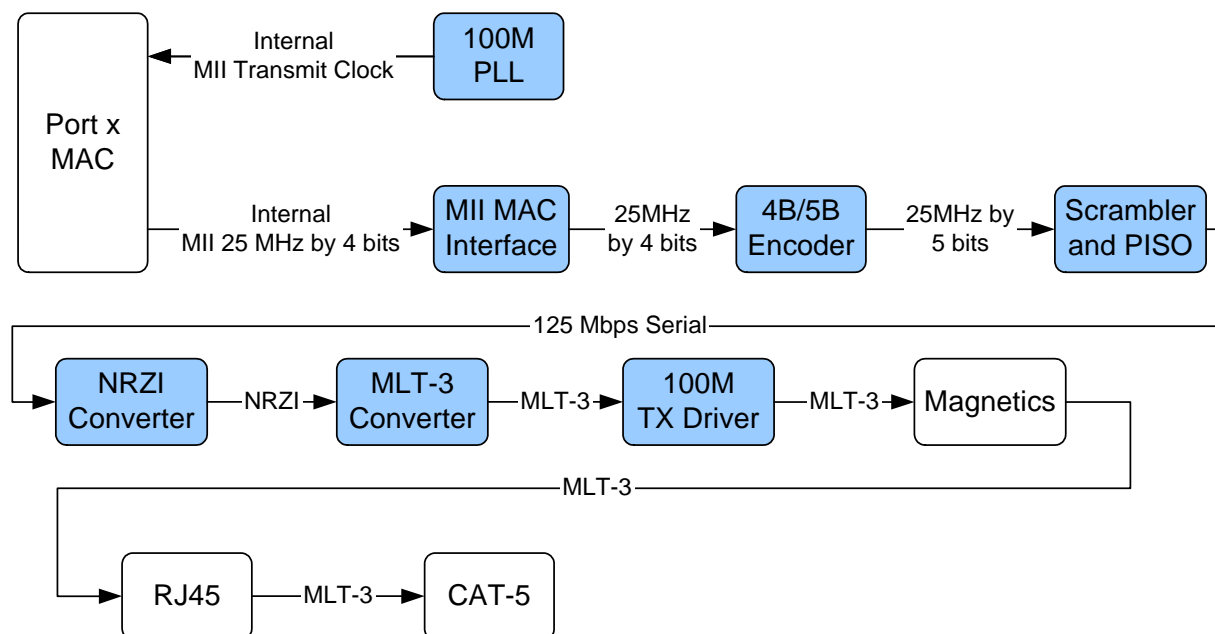 Internal
MII Transmit Clock
100M
PLL
Port x
MAC
Internal
MII 25 MHz by 4 bits
MII MAC
Interface
25MHz
by 4 bits
4B/5B
Encoder
25MHz by
5 bits
Scrambler
and PISO
125 Mbps Serial
NRZI
Converter
NRZI
MLT-3
Converter
MLT-3
100M
TX Driver
MLT-3
Magnetics
MLT-3
RJ45
MLT-3
CAT-5